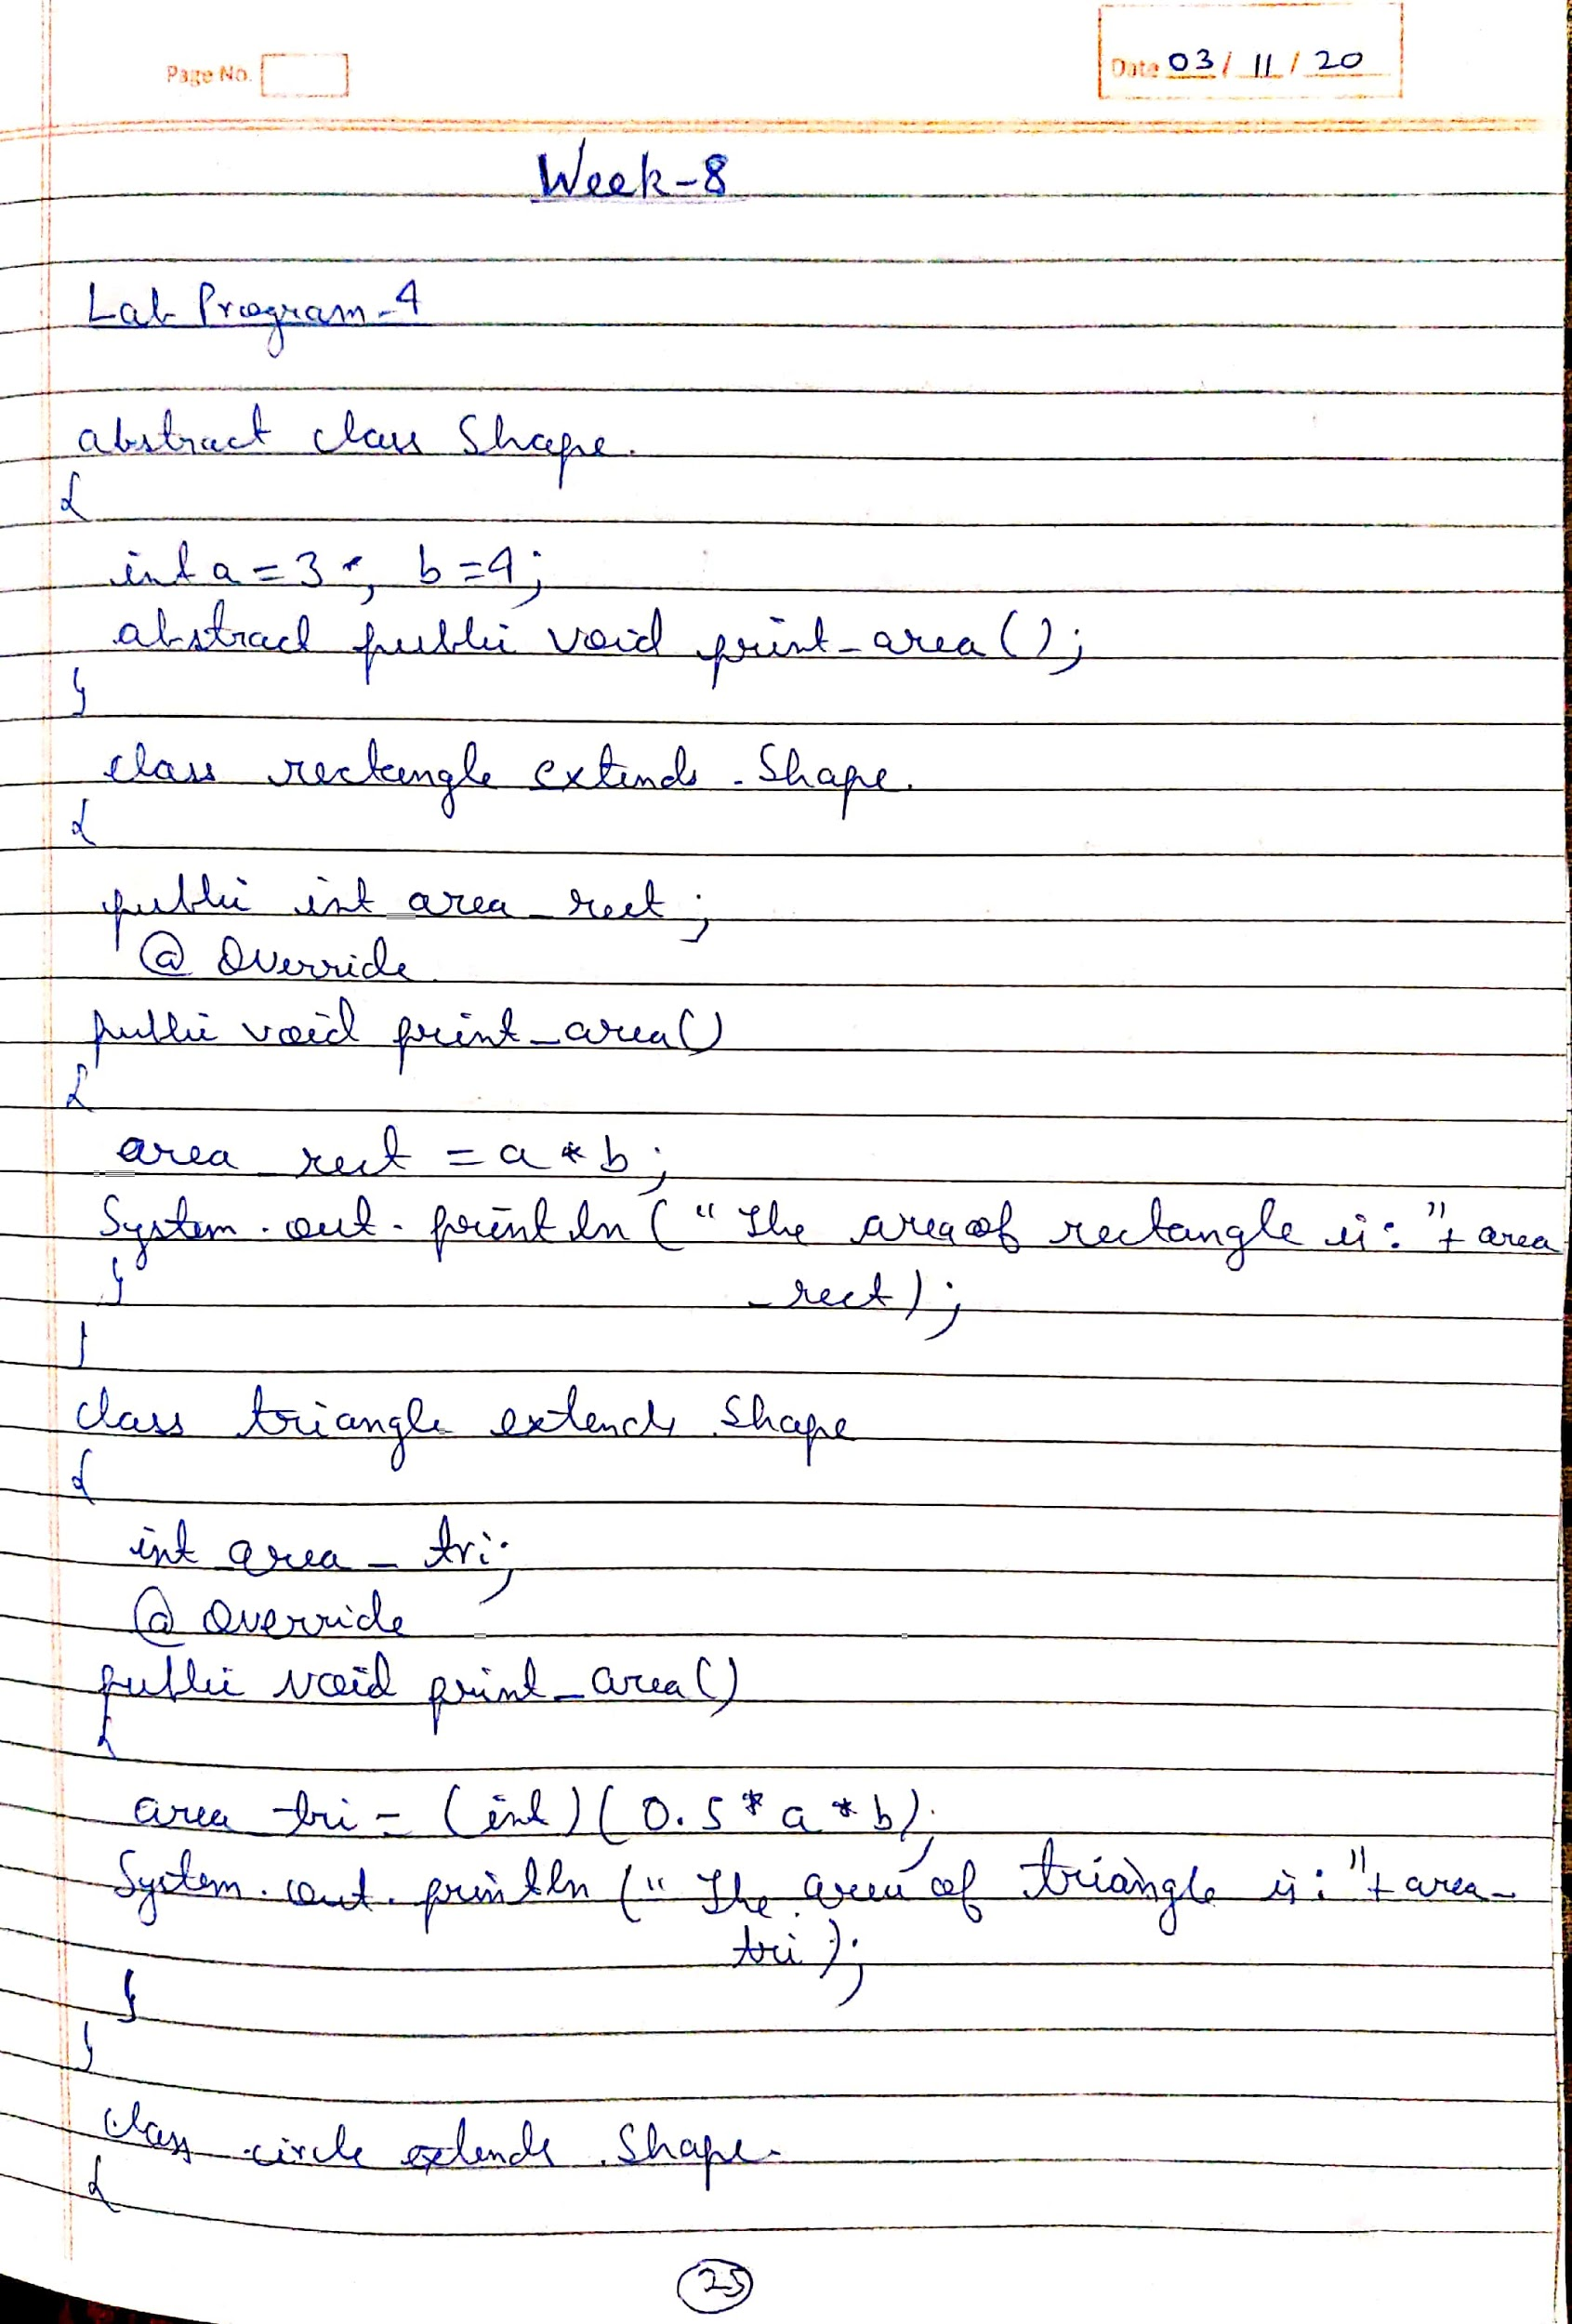 Page No.
Date 03/11/20
Week-8
Lab Program-4
abstract class Shape
{
int a=3, b=4;
abstract public void print_area();
}
class rectangle extends Shape
{
public int area_rect;
@Override
public void print_area()
{
area_rect = a*b;
System.out.println("The area of rectangle is: "+area
_rect);
}
}
class triangle extends Shape
{
int area_tri;
@Override
public void print_area()
{
area_tri = (int)(0.5*a*b);
System.out.println("The area of triangle is: "+area_
tri);
}
}
class circle extends Shape
{
25